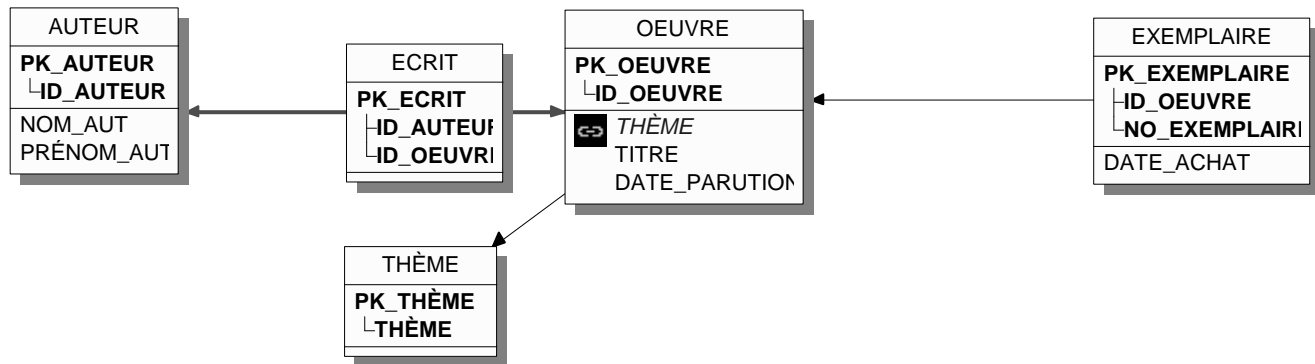 AUTEUR
PK_AUTEUR
ID_AUTEUR
NOM_AUT
PRÉNOM_AUT
ECRIT
PK_ECRIT
ID_AUTEUR
ID_OEUVRE
OEUVRE
PK_OEUVRE
ID_OEUVRE
THÈME
TITRE
DATE_PARUTION
EXEMPLAIRE
PK_EXEMPLAIRE
ID_OEUVRE
NO_EXEMPLAIRE
DATE_ACHAT
THÈME
PK_THÈME
THÈME